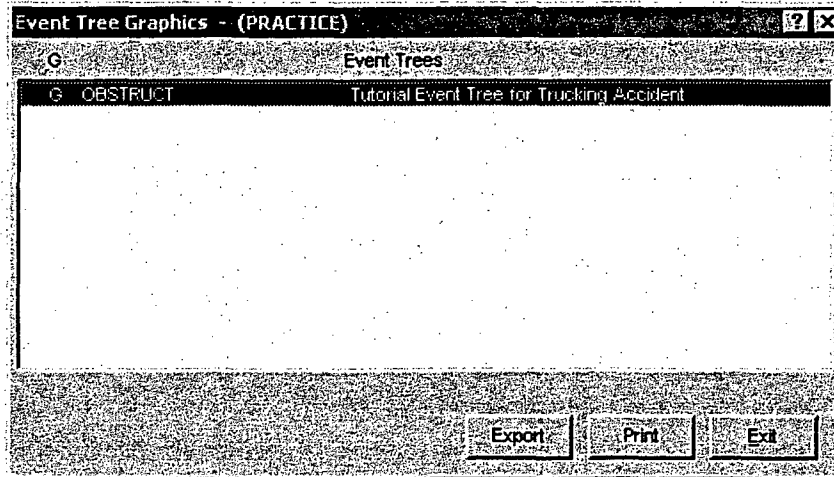 Event Tree Graphics - (PRACTICE)
G Event Trees
G OBSTRUCT Tutorial Event Tree for Trucking Accident
Export Print Exit